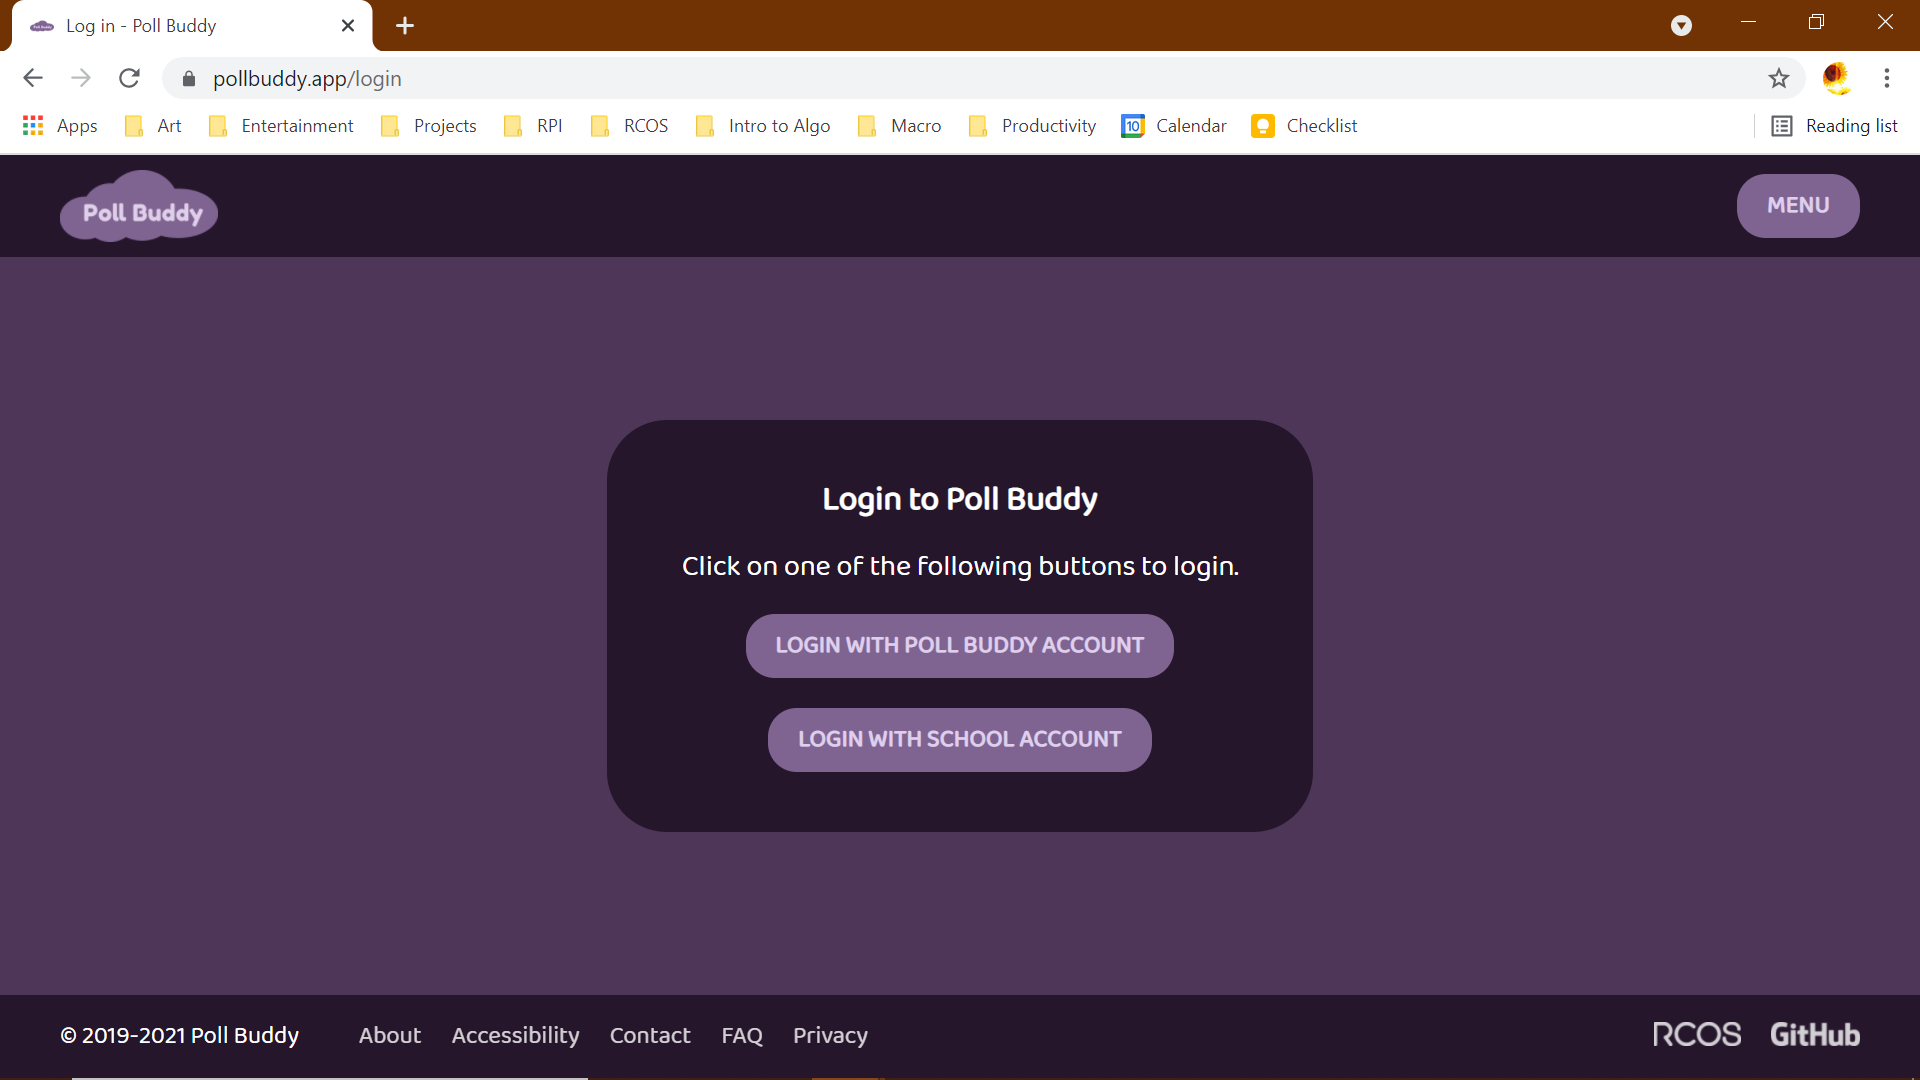 Log in - Poll Buddy
pollbuddy.app/login
Apps Art Entertainment Projects RPI RCOS Intro to Algo Macro Productivity 10 Calendar Checklist Reading list
Poll Buddy MENU
Login to Poll Buddy
Click on one of the following buttons to login.
LOGIN WITH POLL BUDDY ACCOUNT
LOGIN WITH SCHOOL ACCOUNT
© 2019-2021 Poll Buddy About Accessibility Contact FAQ Privacy RCOS GitHub